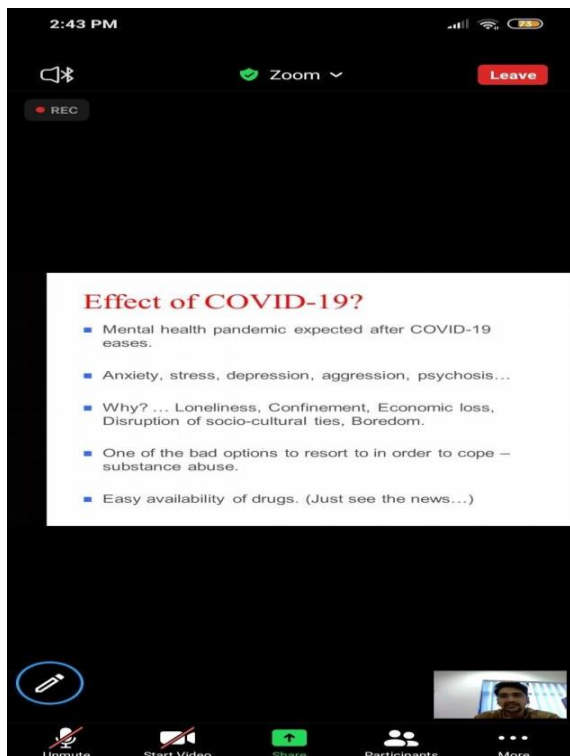 2:43 PM
73
Zoom
Leave
REC
Effect of COVID-19?
Mental health pandemic expected after COVID-19
eases.
Anxiety, stress, depression, aggression, psychosis...
Why? ... Loneliness, Confinement, Economic loss,
Disruption of socio-cultural ties, Boredom.
One of the bad options to resort to in order to cope –
substance abuse.
Easy availability of drugs. (Just see the news...)
Unmute
Start Video
Share
Participants
More